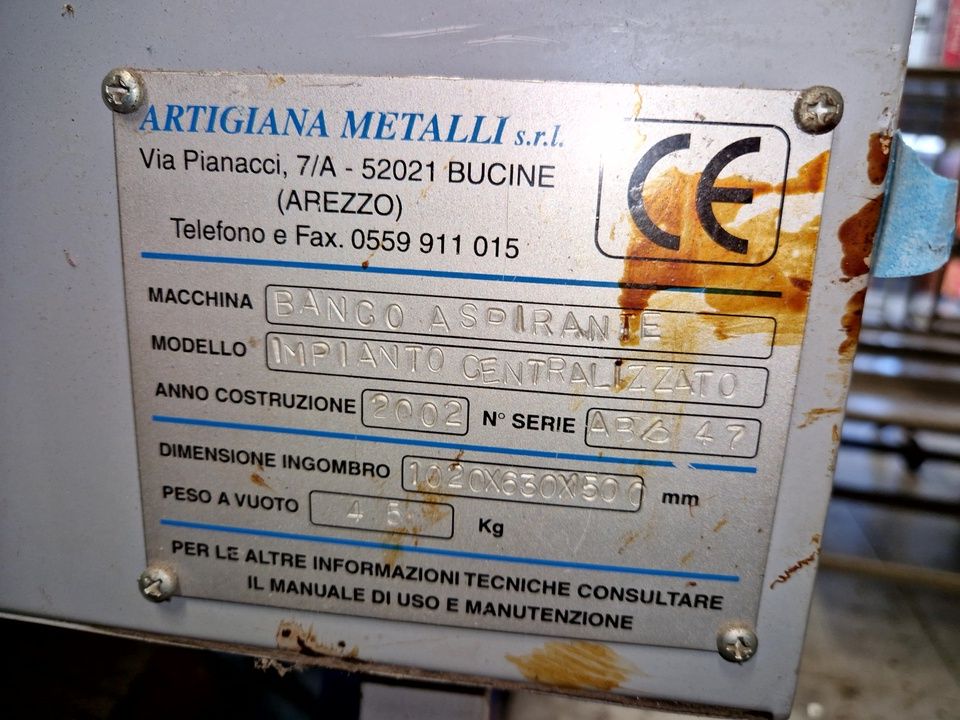 ARTIGIANA METALLI s.r.l.
Via Pianacci, 7/A - 52021 BUCINE
(AREZZO)
Telefono e Fax. 0559 911 015
CE
MACCHINA BANCO ASPIRANTE
MODELLO IMPIANTO CENTRALIZZATO
ANNO COSTRUZIONE 2002 N° SERIE
DIMENSIONE INGOMBRO 1020X630X500 mm
PESO A VUOTO 45 Kg
PER LE ALTRE INFORMAZIONI TECNICHE CONSULTARE
IL MANUALE DI USO E MANUTENZIONE